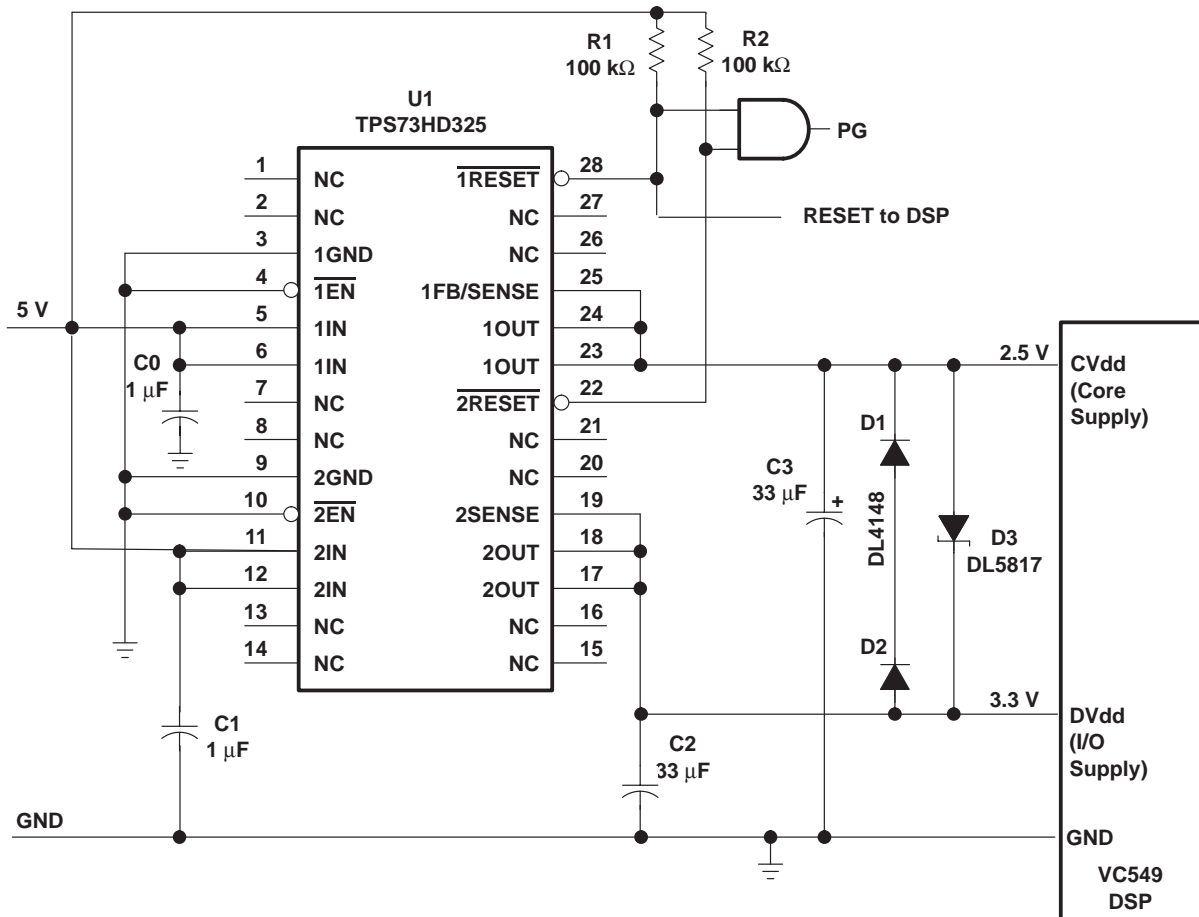 R1
100 kΩ
R2
100 kΩ
U1
TPS73HD325
PG
RESET to DSP
5 V
1 NC
2 NC
3 1GND
4 1EN
5 1IN
6 1IN
7 NC
8 NC
9 2GND
10 2EN
11 2IN
12 2IN
13 NC
14 NC
1RESET 28
NC 27
NC 26
1FB/SENSE 25
1OUT 24
1OUT 23
2RESET 22
NC 21
NC 20
2SENSE 19
2OUT 18
2OUT 17
NC 16
NC 15
C0
1 μF
C1
1 μF
C2
33 μF
C3
33 μF
+
D1
DL4148
D2
D3
DL5817
2.5 V
CVdd
(Core
Supply)
3.3 V
DVdd
(I/O
Supply)
GND
GND
VC549
DSP